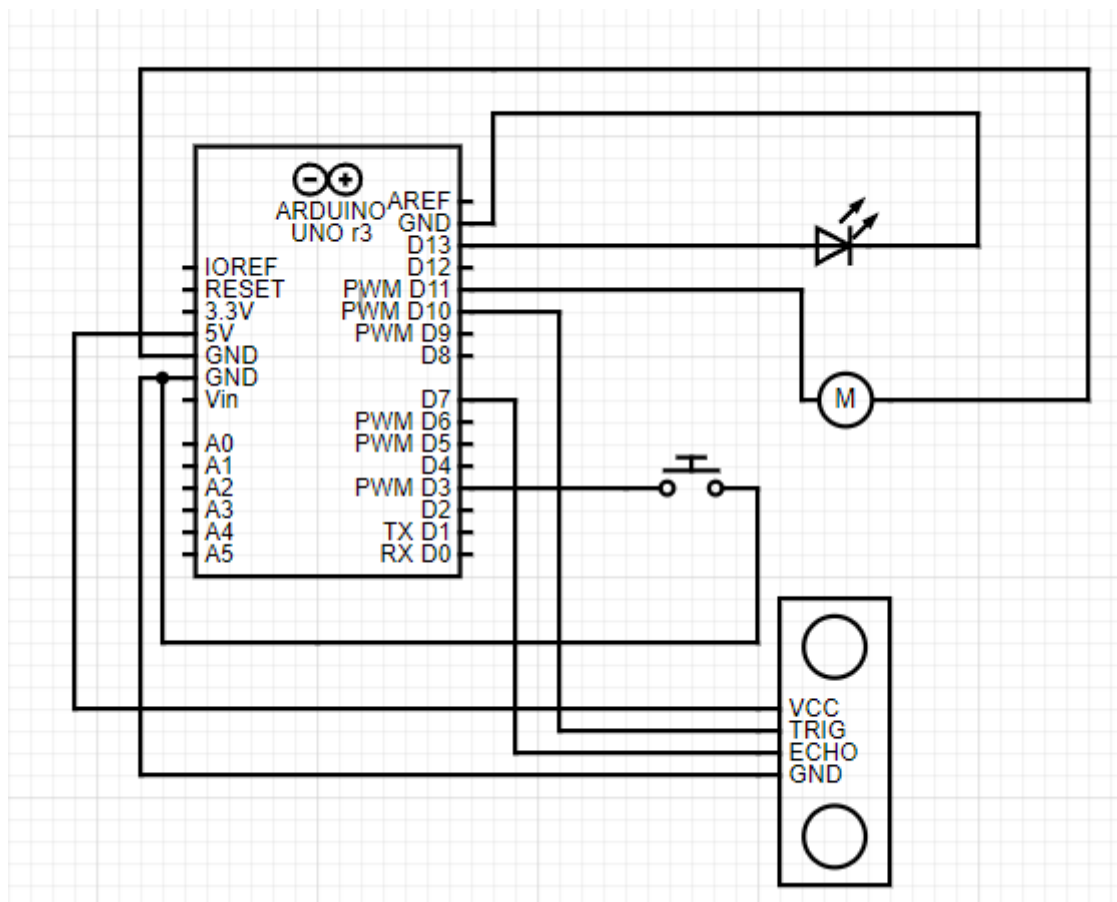 ARDUINO
UNO r3
AREF
GND
D13
D12
PWM D11
PWM D10
PWM D9
D8
D7
PWM D6
PWM D5
D4
PWM D3
D2
TX D1
RX D0
IOREF
RESET
3.3V
5V
GND
GND
Vin
A0
A1
A2
A3
A4
A5
M
VCC
TRIG
ECHO
GND